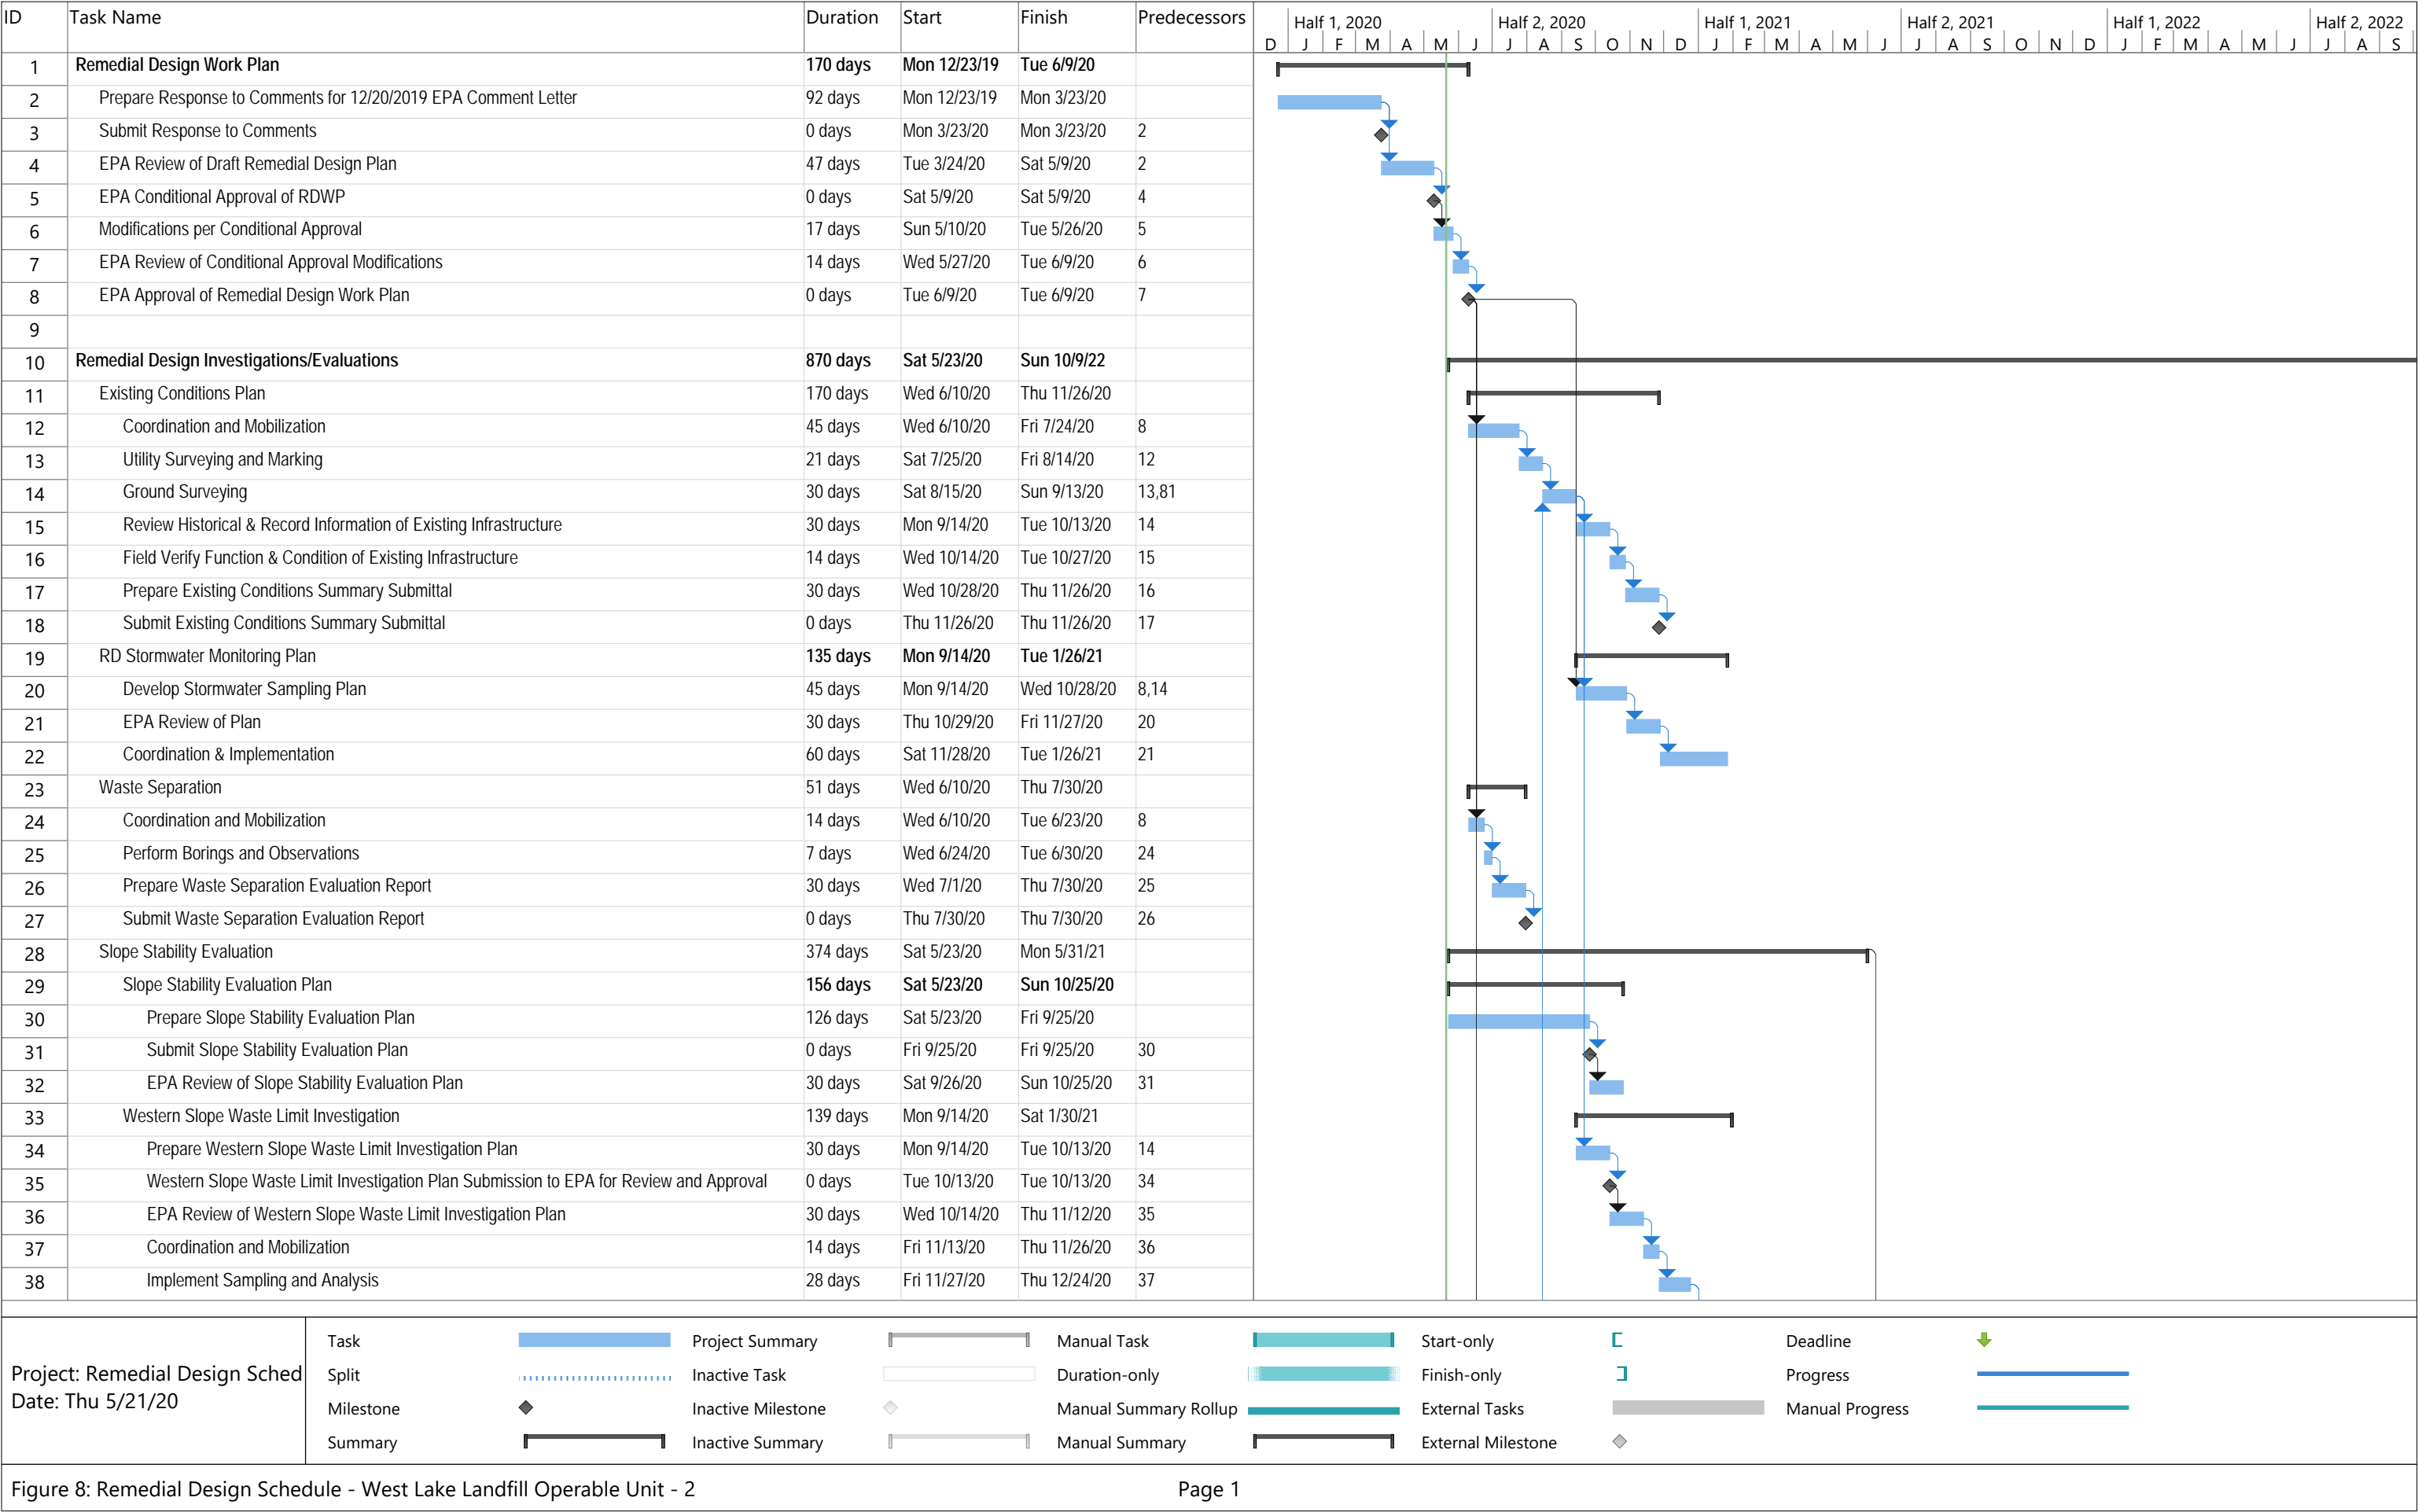 ID Task Name Duration Start Finish Predecessors
Half 1, 2020 Half 2, 2020 Half 1, 2021 Half 2, 2021 Half 1, 2022 Half 2, 2022
D J F M A M J J A S O N D J F M A M J J A S O N D J F M A M J J A S
1 Remedial Design Work Plan 170 days Mon 12/23/19 Tue 6/9/20
2 Prepare Response to Comments for 12/20/2019 EPA Comment Letter 92 days Mon 12/23/19 Mon 3/23/20
3 Submit Response to Comments 0 days Mon 3/23/20 Mon 3/23/20 2
4 EPA Review of Draft Remedial Design Plan 47 days Tue 3/24/20 Sat 5/9/20 2
5 EPA Conditional Approval of RDWP 0 days Sat 5/9/20 Sat 5/9/20 4
6 Modifications per Conditional Approval 17 days Sun 5/10/20 Tue 5/26/20 5
7 EPA Review of Conditional Approval Modifications 14 days Wed 5/27/20 Tue 6/9/20 6
8 EPA Approval of Remedial Design Work Plan 0 days Tue 6/9/20 Tue 6/9/20 7
9
10 Remedial Design Investigations/Evaluations 870 days Sat 5/23/20 Sun 10/9/22
11 Existing Conditions Plan 170 days Wed 6/10/20 Thu 11/26/20
12 Coordination and Mobilization 45 days Wed 6/10/20 Fri 7/24/20 8
13 Utility Surveying and Marking 21 days Sat 7/25/20 Fri 8/14/20 12
14 Ground Surveying 30 days Sat 8/15/20 Sun 9/13/20 13,81
15 Review Historical & Record Information of Existing Infrastructure 30 days Mon 9/14/20 Tue 10/13/20 14
16 Field Verify Function & Condition of Existing Infrastructure 14 days Wed 10/14/20 Tue 10/27/20 15
17 Prepare Existing Conditions Summary Submittal 30 days Wed 10/28/20 Thu 11/26/20 16
18 Submit Existing Conditions Summary Submittal 0 days Thu 11/26/20 Thu 11/26/20 17
19 RD Stormwater Monitoring Plan 135 days Mon 9/14/20 Tue 1/26/21
20 Develop Stormwater Sampling Plan 45 days Mon 9/14/20 Wed 10/28/20 8,14
21 EPA Review of Plan 30 days Thu 10/29/20 Fri 11/27/20 20
22 Coordination & Implementation 60 days Sat 11/28/20 Tue 1/26/21 21
23 Waste Separation 51 days Wed 6/10/20 Thu 7/30/20
24 Coordination and Mobilization 14 days Wed 6/10/20 Tue 6/23/20 8
25 Perform Borings and Observations 7 days Wed 6/24/20 Tue 6/30/20 24
26 Prepare Waste Separation Evaluation Report 30 days Wed 7/1/20 Thu 7/30/20 25
27 Submit Waste Separation Evaluation Report 0 days Thu 7/30/20 Thu 7/30/20 26
28 Slope Stability Evaluation 374 days Sat 5/23/20 Mon 5/31/21
29 Slope Stability Evaluation Plan 156 days Sat 5/23/20 Sun 10/25/20
30 Prepare Slope Stability Evaluation Plan 126 days Sat 5/23/20 Fri 9/25/20
31 Submit Slope Stability Evaluation Plan 0 days Fri 9/25/20 Fri 9/25/20 30
32 EPA Review of Slope Stability Evaluation Plan 30 days Sat 9/26/20 Sun 10/25/20 31
33 Western Slope Waste Limit Investigation 139 days Mon 9/14/20 Sat 1/30/21
34 Prepare Western Slope Waste Limit Investigation Plan 30 days Mon 9/14/20 Tue 10/13/20 14
35 Western Slope Waste Limit Investigation Plan Submission to EPA for Review and Approval 0 days Tue 10/13/20 Tue 10/13/20 34
36 EPA Review of Western Slope Waste Limit Investigation Plan 30 days Wed 10/14/20 Thu 11/12/20 35
37 Coordination and Mobilization 14 days Fri 11/13/20 Thu 11/26/20 36
38 Implement Sampling and Analysis 28 days Fri 11/27/20 Thu 12/24/20 37
Project: Remedial Design Sched
Date: Thu 5/21/20
Task Project Summary Manual Task Start-only Deadline
Split Inactive Task Duration-only Finish-only Progress
Milestone Inactive Milestone Manual Summary Rollup External Tasks Manual Progress
Summary Inactive Summary Manual Summary External Milestone
Figure 8: Remedial Design Schedule - West Lake Landfill Operable Unit - 2 Page 1